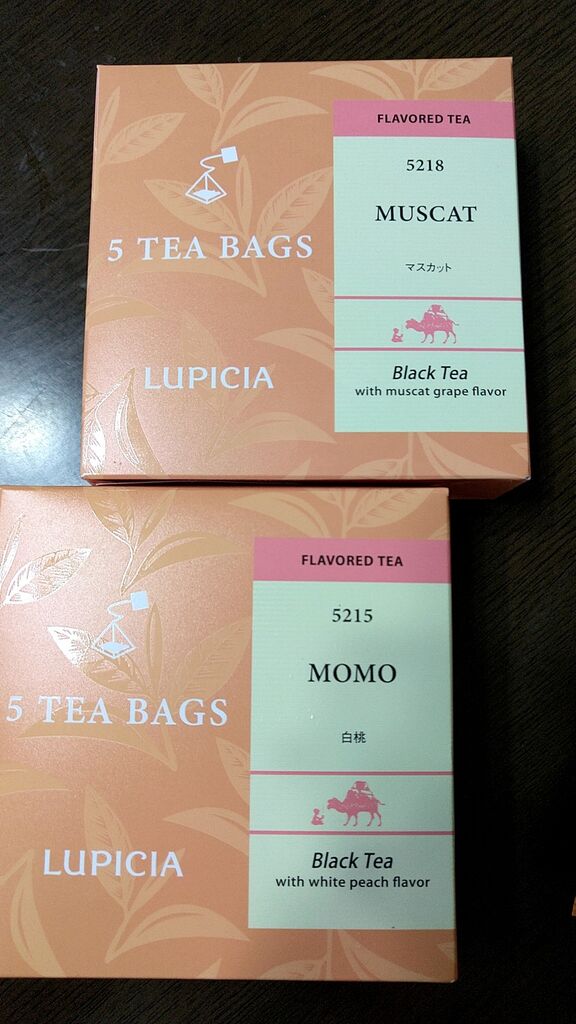 FLAVORED TEA
5218
MUSCAT
5 TEA BAGS
マスカット
LUPICIA
Black Tea
with muscat grape flavor
FLAVORED TEA
5215
MOMO
5 TEA BAGS
白桃
LUPICIA
Black Tea
with white peach flavor